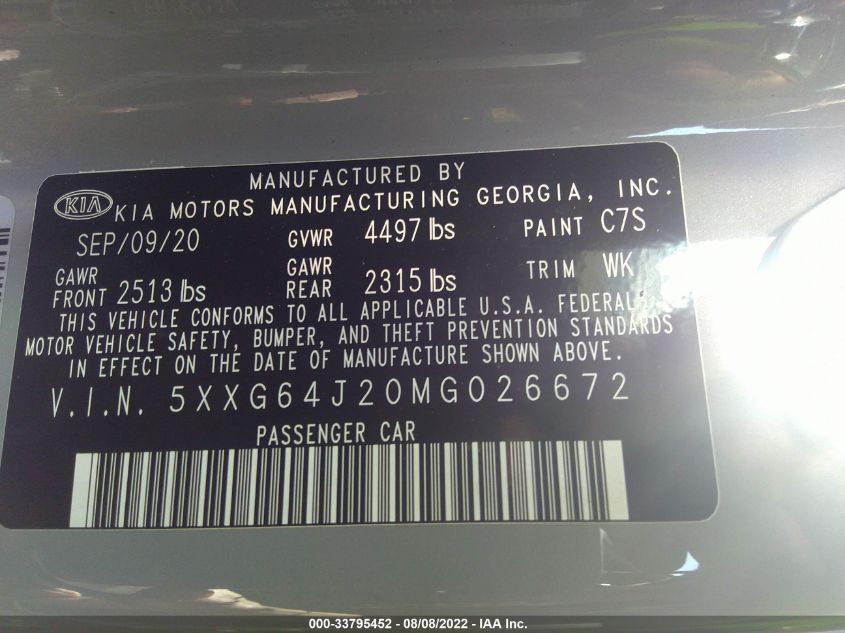 MANUFACTURED BY
KIA KIA MOTORS MANUFACTURING GEORGIA, INC.
SEP/09/20 GVWR 4497 lbs PAINT C7S
GAWR FRONT 2513 lbs GAWR REAR 2315 lbs TRIM WK
THIS VEHICLE CONFORMS TO ALL APPLICABLE U.S.A. FEDERAL
MOTOR VEHICLE SAFETY, BUMPER, AND THEFT PREVENTION STANDARDS
IN EFFECT ON THE DATE OF MANUFACTURE SHOWN ABOVE.
V.I.N. 5XXG64J20MG026672
PASSENGER CAR
000-33795452 - 08/08/2022 - IAA Inc.